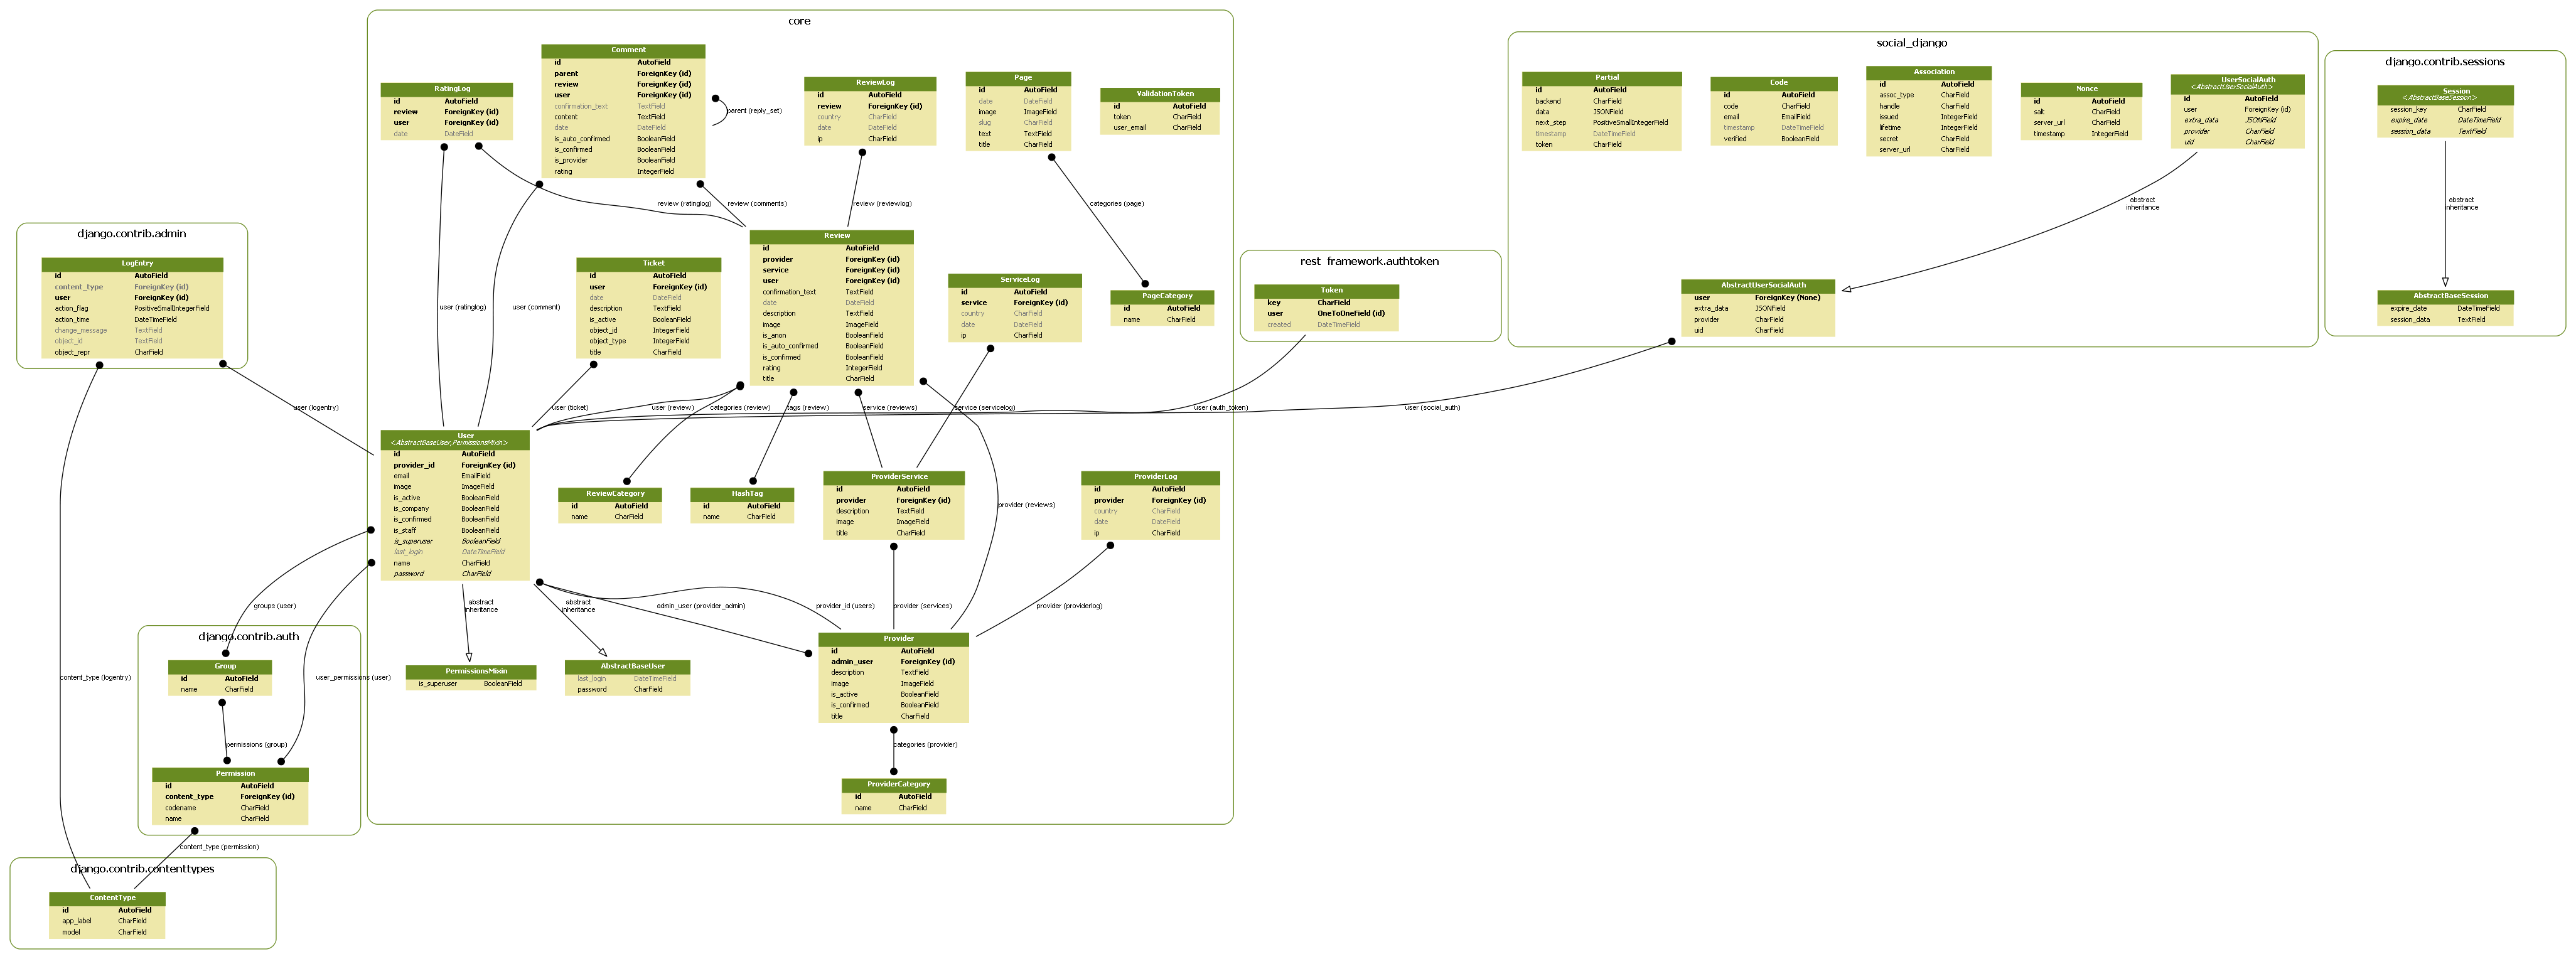 core
Comment
id AutoField
parent ForeignKey (id)
review ForeignKey (id)
user ForeignKey (id)
confirmation_text TextField
content TextField
date DateField
is_auto_confirmed BooleanField
is_confirmed BooleanField
is_provider BooleanField
rating IntegerField
parent (reply_set)
RatingLog
id AutoField
review ForeignKey (id)
user ForeignKey (id)
date DateField
ReviewLog
id AutoField
review ForeignKey (id)
country CharField
date DateField
ip CharField
Page
id AutoField
date DateField
image ImageField
slug CharField
text TextField
title CharField
ValidationToken
id AutoField
token CharField
user_email CharField
review (ratinglog)
review (comments)
review (reviewlog)
categories (page)
Review
id AutoField
provider ForeignKey (id)
service ForeignKey (id)
user ForeignKey (id)
confirmation_text TextField
date DateField
description TextField
image ImageField
is_anon BooleanField
is_auto_confirmed BooleanField
is_confirmed BooleanField
rating IntegerField
title CharField
Ticket
id AutoField
user ForeignKey (id)
date DateField
description TextField
is_active BooleanField
object_id IntegerField
object_type IntegerField
title CharField
ServiceLog
id AutoField
service ForeignKey (id)
country CharField
date DateField
ip CharField
PageCategory
id AutoField
name CharField
user (ratinglog)
user (comment)
user (ticket)
user (review)
categories (review)
tags (review)
service (reviews)
service (servicelog)
user (auth_token)
user (social_auth)
User
<AbstractBaseUser,PermissionsMixin>
id AutoField
provider_id ForeignKey (id)
email EmailField
image ImageField
is_active BooleanField
is_company BooleanField
is_confirmed BooleanField
is_staff BooleanField
is_superuser BooleanField
last_login DateTimeField
name CharField
password CharField
ReviewCategory
id AutoField
name CharField
HashTag
id AutoField
name CharField
ProviderService
id AutoField
provider ForeignKey (id)
description TextField
image ImageField
title CharField
ProviderLog
id AutoField
provider ForeignKey (id)
country CharField
date DateField
ip CharField
provider (reviews)
abstract
inheritance
abstract
inheritance
admin_user (provider_admin)
provider_id (users)
provider (services)
provider (providerlog)
PermissionsMixin
is_superuser BooleanField
AbstractBaseUser
last_login DateTimeField
password CharField
Provider
id AutoField
admin_user ForeignKey (id)
description TextField
image ImageField
is_active BooleanField
is_confirmed BooleanField
title CharField
categories (provider)
ProviderCategory
id AutoField
name CharField
django.contrib.admin
LogEntry
id AutoField
content_type ForeignKey (id)
user ForeignKey (id)
action_flag PositiveSmallIntegerField
action_time DateTimeField
change_message TextField
object_id TextField
object_repr CharField
user (logentry)
content_type (logentry)
groups (user)
user_permissions (user)
django.contrib.auth
Group
id AutoField
name CharField
permissions (group)
Permission
id AutoField
content_type ForeignKey (id)
codename CharField
name CharField
content_type (permission)
django.contrib.contenttypes
ContentType
id AutoField
app_label CharField
model CharField
rest_framework.authtoken
Token
key CharField
user OneToOneField (id)
created DateTimeField
social_django
Partial
id AutoField
backend CharField
data JSONField
next_step PositiveSmallIntegerField
timestamp DateTimeField
token CharField
Code
id AutoField
code CharField
email EmailField
timestamp DateTimeField
verified BooleanField
Association
id AutoField
assoc_type CharField
handle CharField
issued IntegerField
lifetime IntegerField
secret CharField
server_url CharField
Nonce
id AutoField
salt CharField
server_url CharField
timestamp IntegerField
UserSocialAuth
<AbstractUserSocialAuth>
id AutoField
user ForeignKey (id)
extra_data JSONField
provider CharField
uid CharField
abstract
inheritance
AbstractUserSocialAuth
user ForeignKey (None)
extra_data JSONField
provider CharField
uid CharField
django.contrib.sessions
Session
<AbstractBaseSession>
session_key CharField
expire_date DateTimeField
session_data TextField
abstract
inheritance
AbstractBaseSession
expire_date DateTimeField
session_data TextField